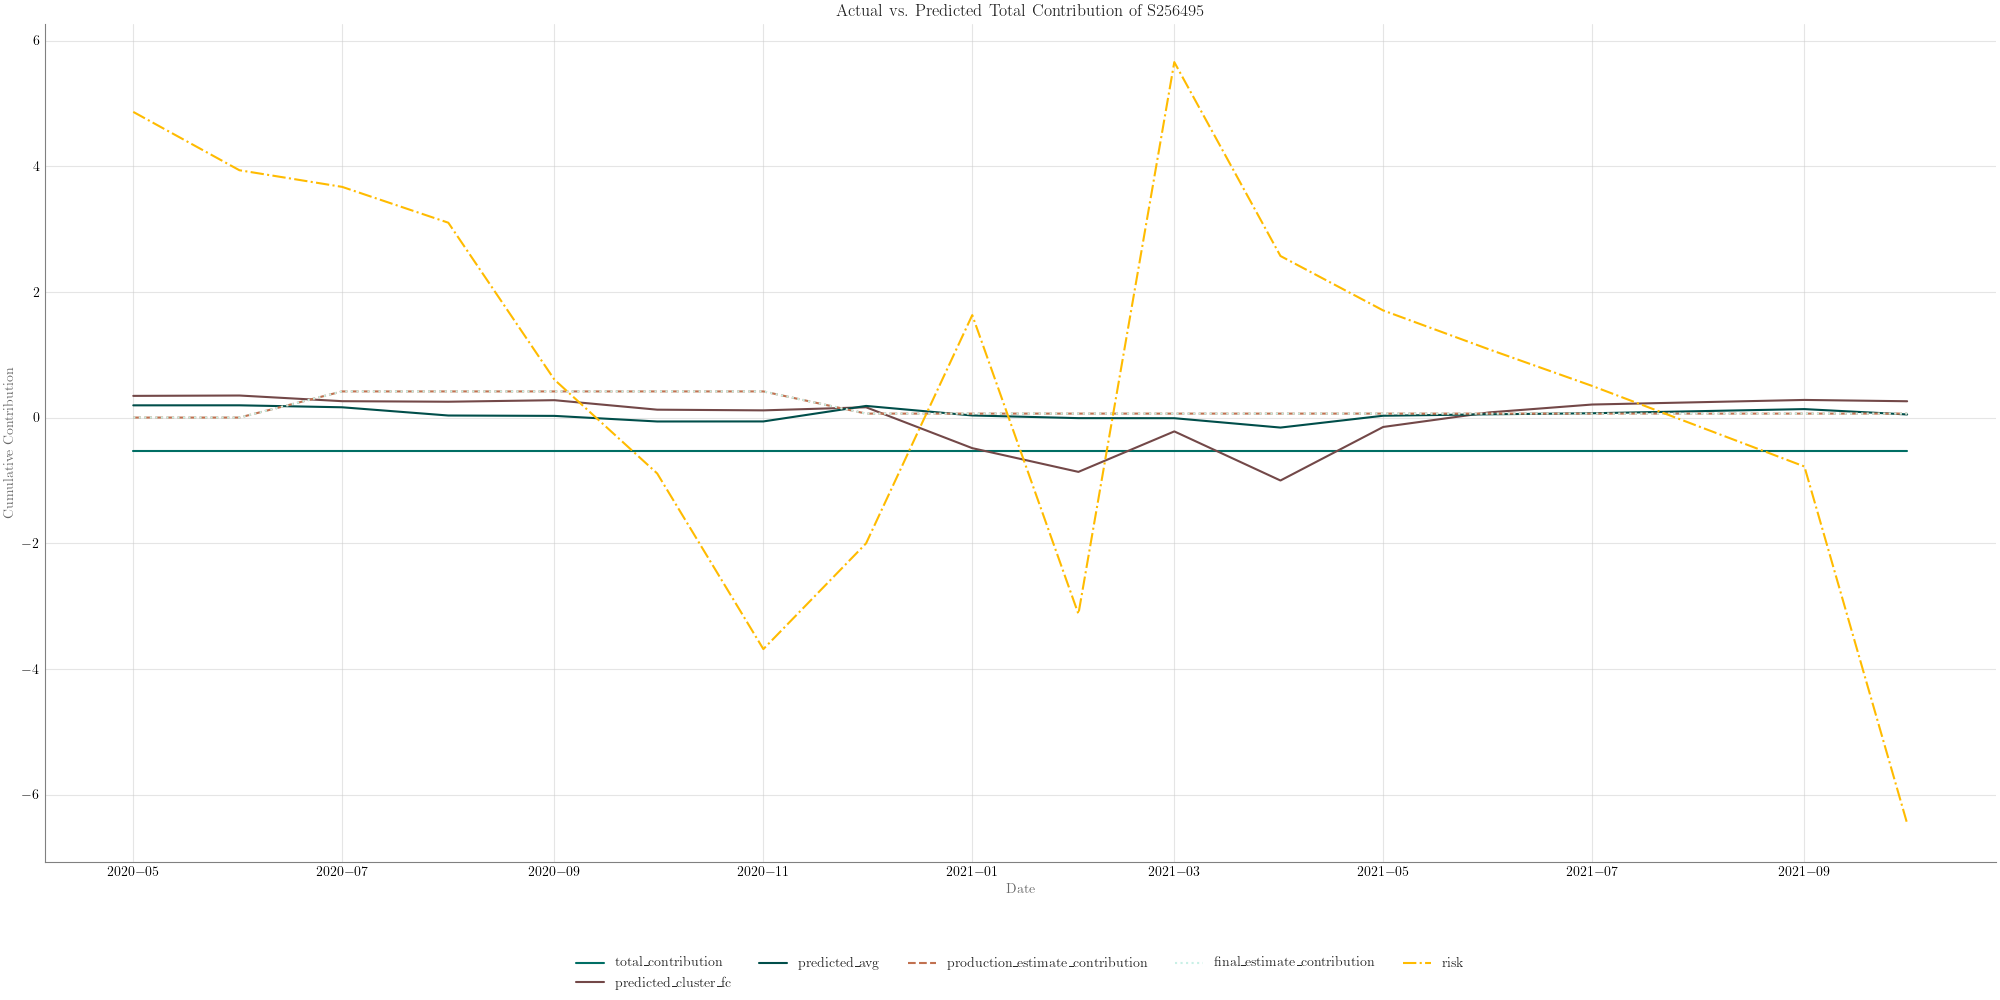 Actual vs. Predicted Total Contribution of S256495
6
4
2
0
−2
−4
−6
Cumulative Contribution
2020−05 2020−07 2020−09 2020−11 2021−01 2021−03 2021−05 2021−07 2021−09
Date
total_contribution predicted_avg production_estimate_contribution final_estimate_contribution risk
predicted_cluster_fc